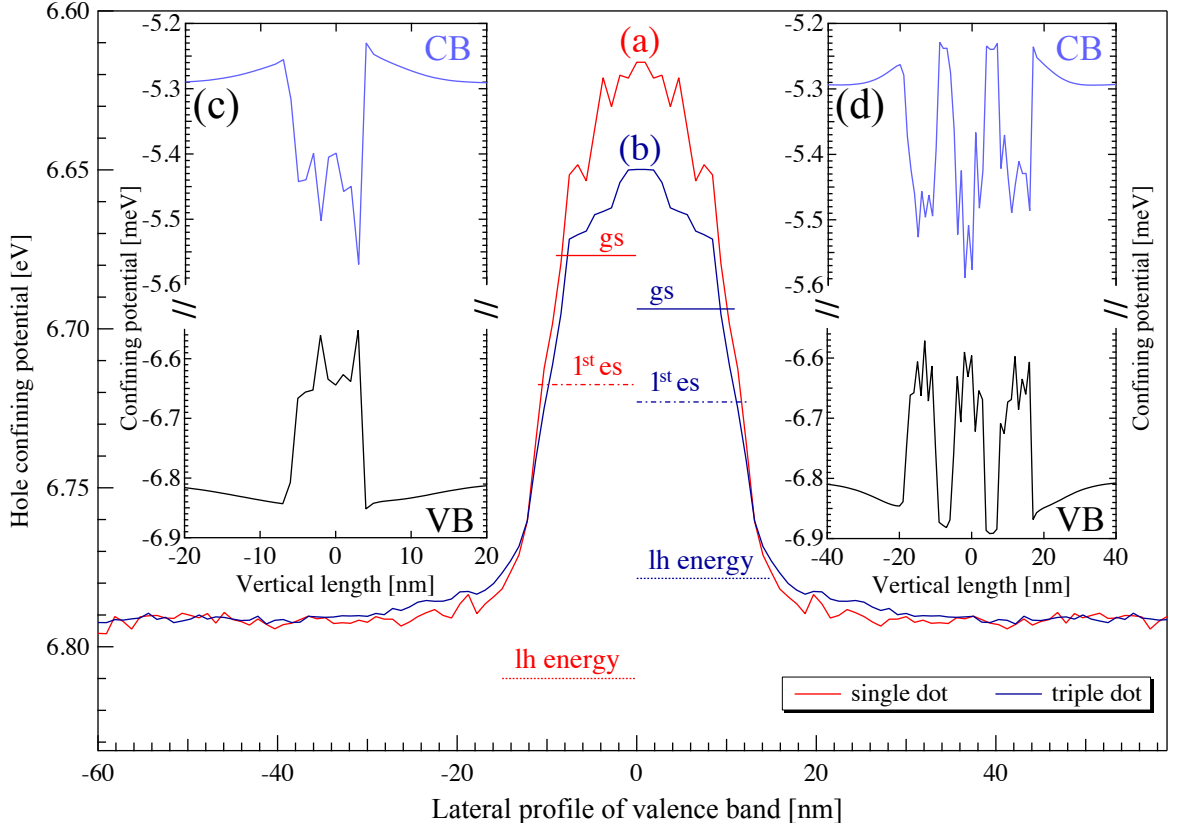 Hole confining potential [eV]
6.60
6.65
6.70
6.75
6.80
-60
-40
-20
0
20
40
Lateral profile of valence band [nm]
(a)
(b)
gs
gs
1st es
1st es
lh energy
lh energy
single dot
triple dot
(c)
CB
VB
Confining potential [meV]
-5.2
-5.3
-5.4
-5.5
-5.6
-6.6
-6.7
-6.8
-6.9
-20
-10
0
10
20
Vertical length [nm]
(d)
CB
VB
Confining potential [meV]
-5.2
-5.3
-5.4
-5.5
-5.6
-6.6
-6.7
-6.8
-6.9
-40
-20
0
20
40
Vertical length [nm]